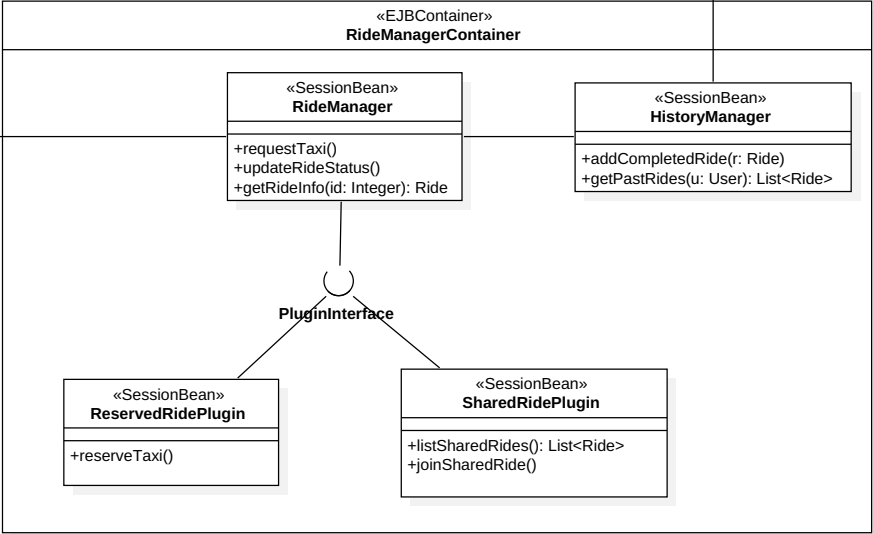 «EJBContainer»
RideManagerContainer
«SessionBean»
RideManager
+requestTaxi()
+updateRideStatus()
+getRideInfo(id: Integer): Ride
«SessionBean»
HistoryManager
+addCompletedRide(r: Ride)
+getPastRides(u: User): List<Ride>
PluginInterface
«SessionBean»
ReservedRidePlugin
+reserveTaxi()
«SessionBean»
SharedRidePlugin
+listSharedRides(): List<Ride>
+joinSharedRide()